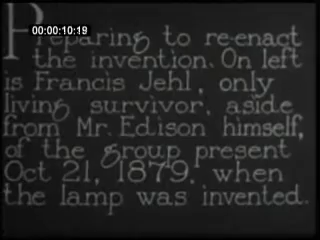 00:00:10:19
Preparing to re-enact
the invention. On left
is Francis Jehl, only
living survivor, aside
from Mr. Edison himself,
of the group present
Oct 21, 1879, when
the lamp was invented.